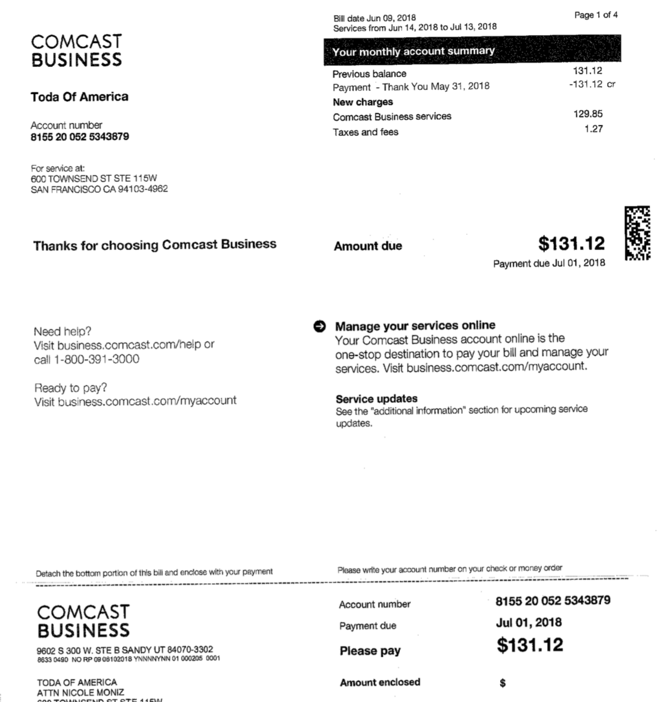 Bill date Jun 09, 2018
Services from Jun 14, 2018 to Jul 13, 2018
Page 1 of 4
COMCAST
BUSINESS
Toda Of America
Account number
8155 20 052 5343879
For service at:
600 TOWNSEND ST STE 115W
SAN FRANCISCO CA 94103-4962
Your monthly account summary
Previous balance 131.12
Payment - Thank You May 31, 2018 -131.12 cr
New charges
Comcast Business services 129.85
Taxes and fees 1.27
Thanks for choosing Comcast Business
Amount due $131.12
Payment due Jul 01, 2018
Need help?
Visit business.comcast.com/help or
call 1-800-391-3000
Ready to pay?
Visit business.comcast.com/myaccount
Manage your services online
Your Comcast Business account online is the
one-stop destination to pay your bill and manage your
services. Visit business.comcast.com/myaccount.
Service updates
See the "additional information" section for upcoming service
updates.
Detach the bottom portion of this bill and enclose with your payment
Please write your account number on your check or money order
COMCAST
BUSINESS
9602 S 300 W. STE B SANDY UT 84070-3302
8633 0490 NO RP 09 06102018 YNNNNYNN 01 000205 0001
TODA OF AMERICA
ATTN NICOLE MONIZ
600 TOWNSEND ST STE 115W
Account number 8155 20 052 5343879
Payment due Jul 01, 2018
Please pay $131.12
Amount enclosed $